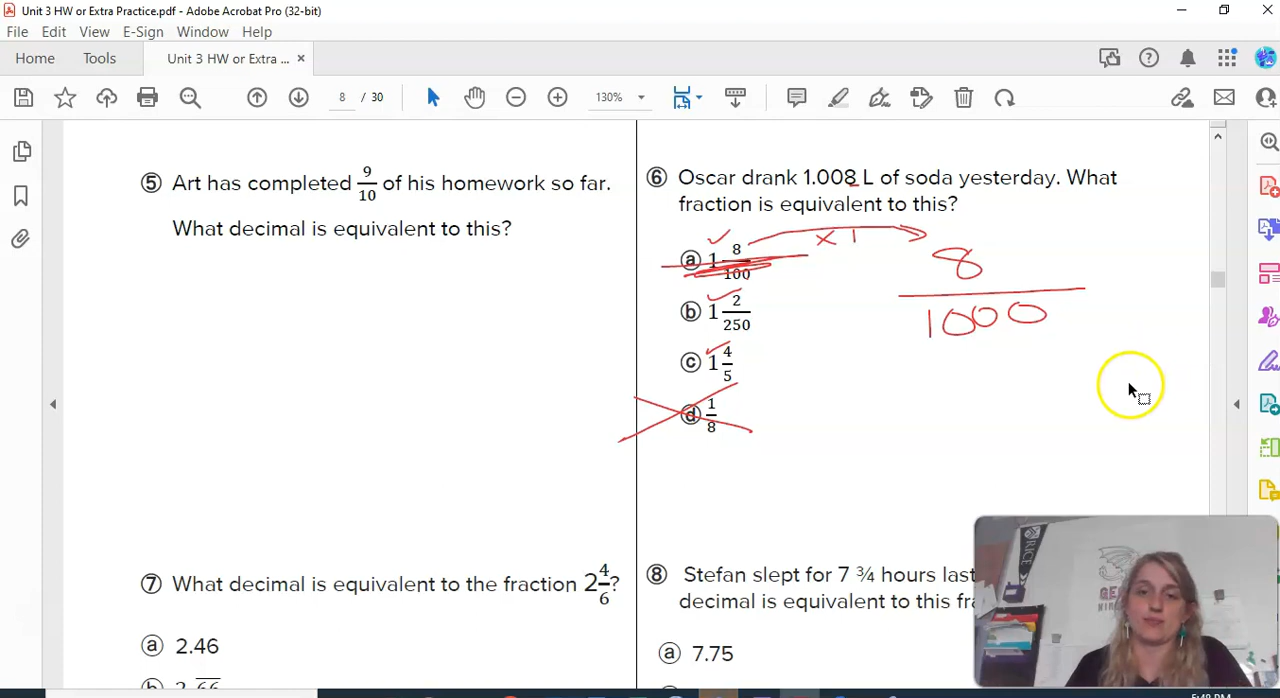 Unit 3 HW or Extra Practice.pdf - Adobe Acrobat Pro (32-bit)
File Edit View E-Sign Window Help
Home Tools Unit 3 HW or Extra ... ×
8 / 30 130%
⑤ Art has completed 9/10 of his homework so far.
What decimal is equivalent to this?
⑥ Oscar drank 1.008 L of soda yesterday. What
fraction is equivalent to this?
ⓐ 1 8/100
ⓑ 1 2/250
ⓒ 1 4/5
ⓓ 1/8
× 1
8
1000
⑦ What decimal is equivalent to the fraction 2 4/6?
ⓐ 2.46
ⓑ
⑧ Stefan slept for 7 ¾ hours las
decimal is equivalent to this fra
ⓐ 7.75
RICE